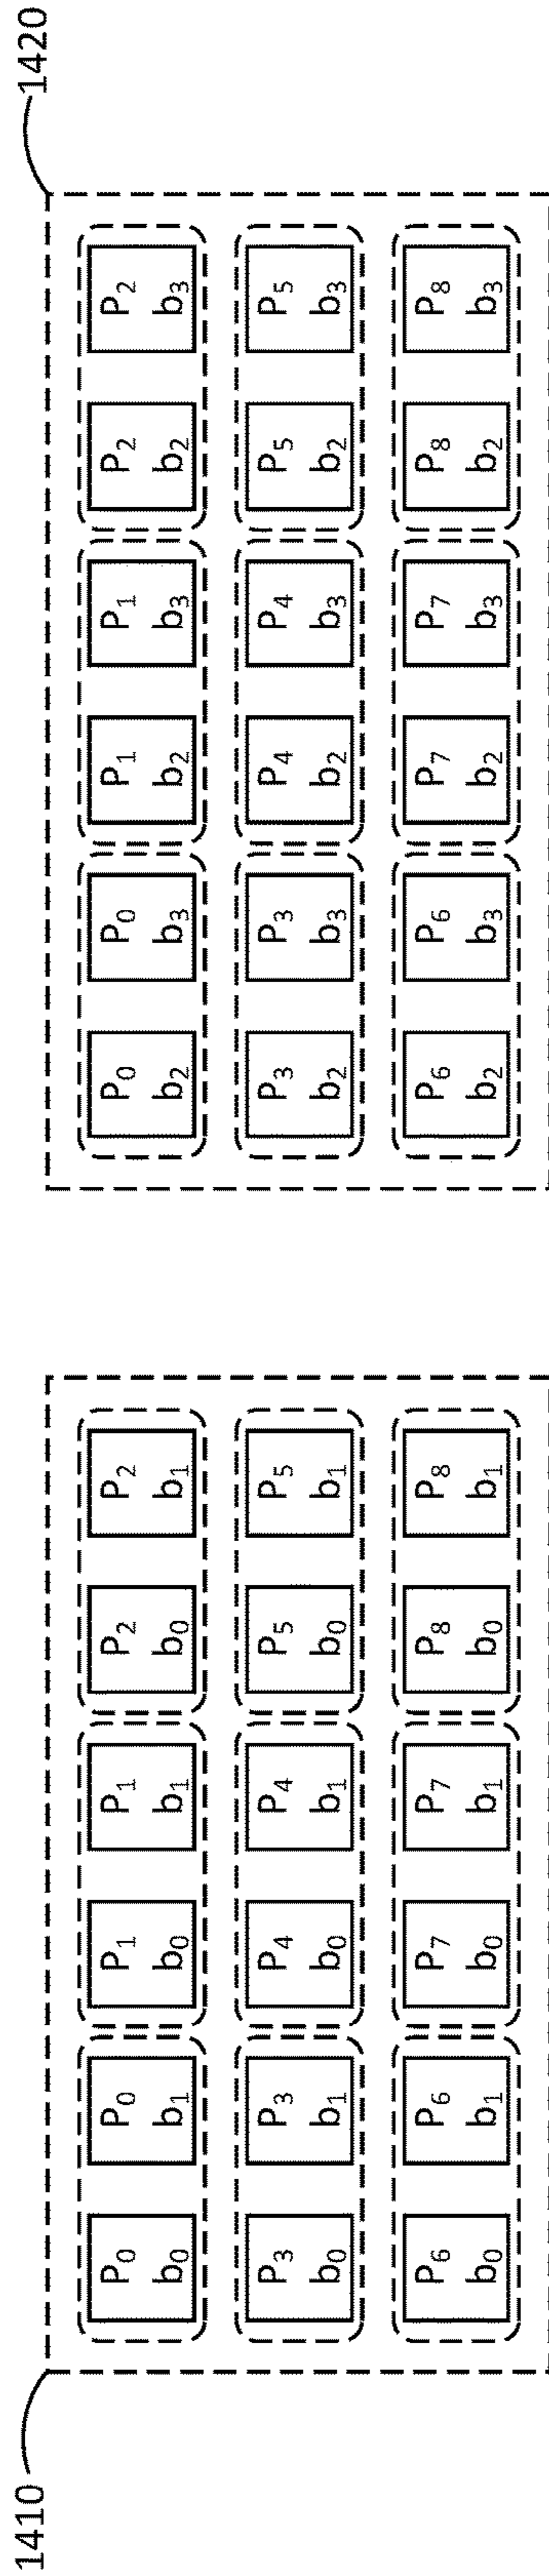 1410 1420
P₀ P₀ P₁ P₁ P₂ P₂ P₀ P₀ P₁ P₁ P₂ P₂
b₀ b₁ b₀ b₁ b₀ b₁ b₂ b₃ b₂ b₃ b₂ b₃
P₃ P₃ P₄ P₄ P₅ P₅ P₃ P₃ P₄ P₄ P₅ P₅
b₀ b₁ b₀ b₁ b₀ b₁ b₂ b₃ b₂ b₃ b₂ b₃
P₆ P₆ P₇ P₇ P₈ P₈ P₆ P₆ P₇ P₇ P₈ P₈
b₀ b₁ b₀ b₁ b₀ b₁ b₂ b₃ b₂ b₃ b₂ b₃